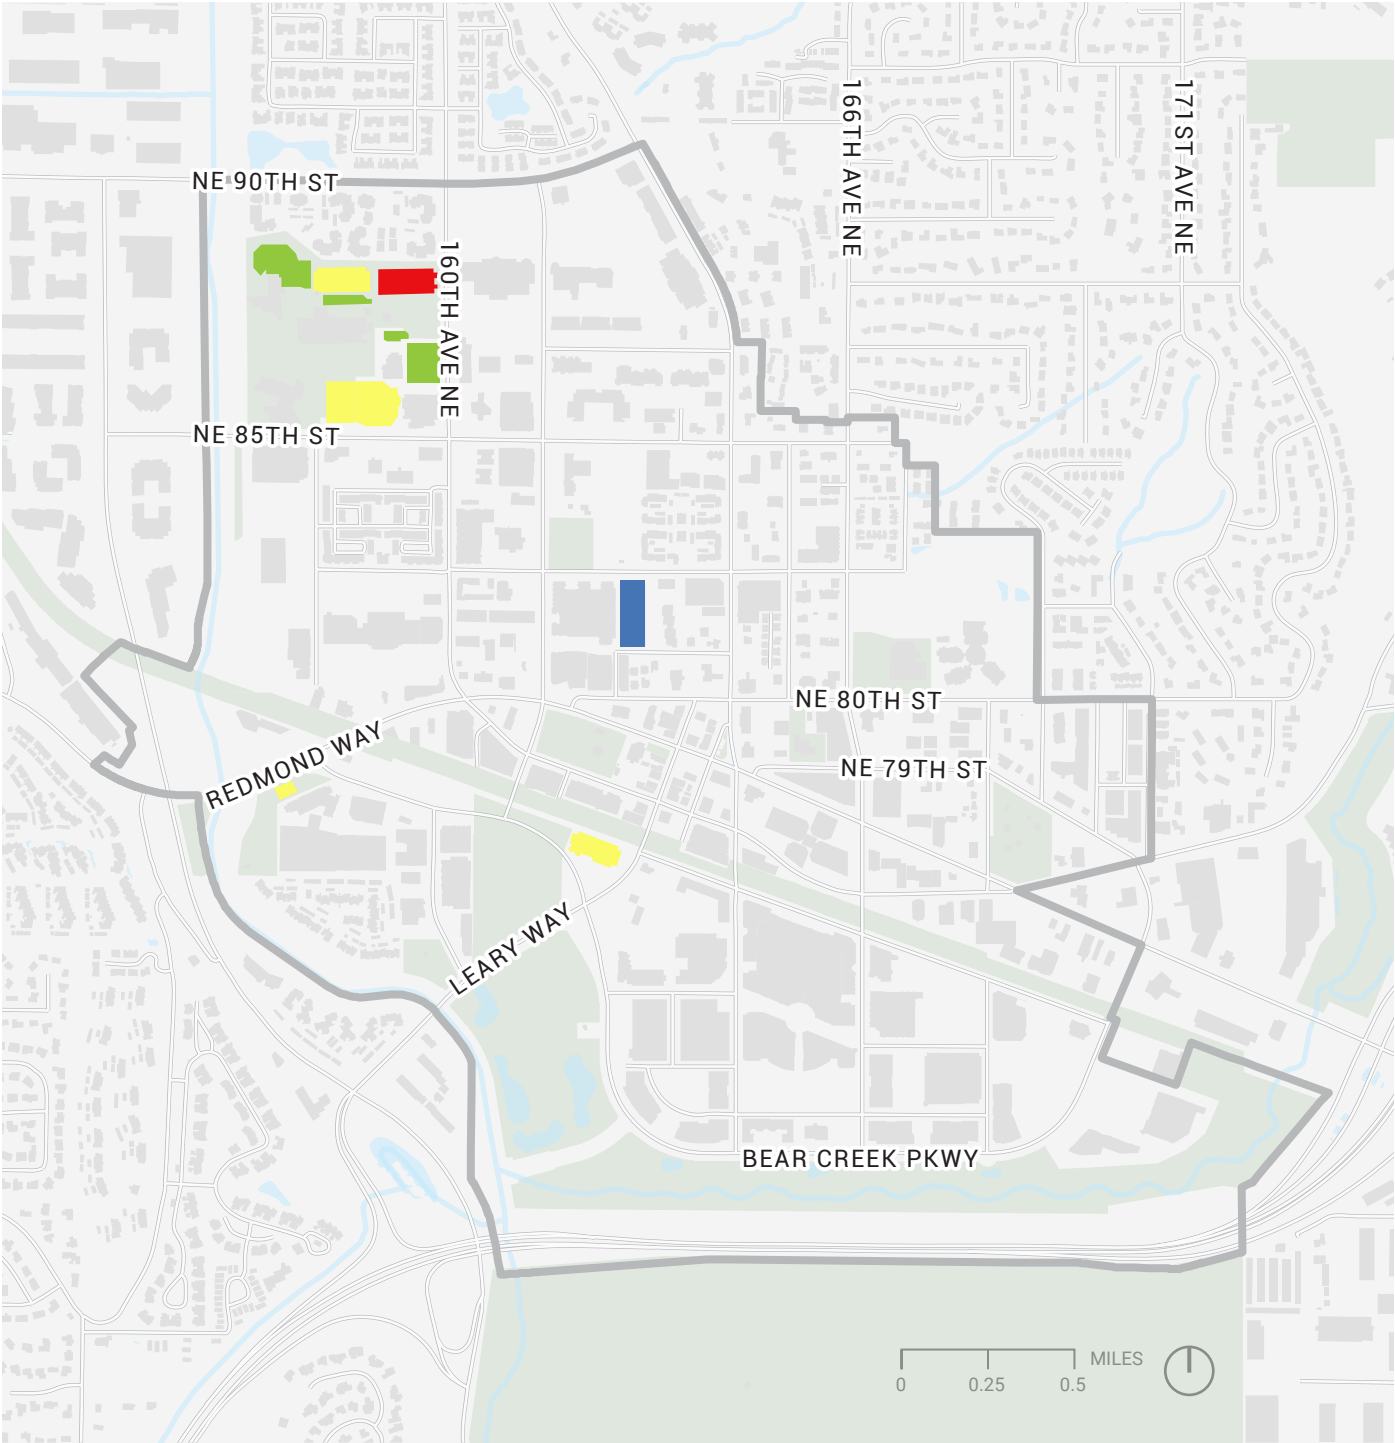 166TH AVE NE
171ST AVE NE
NE 90TH ST
160TH AVE NE
NE 85TH ST
NE 80TH ST
REDMOND WAY
NE 79TH ST
LEARY WAY
BEAR CREEK PKWY
MILES
0 0.25 0.5